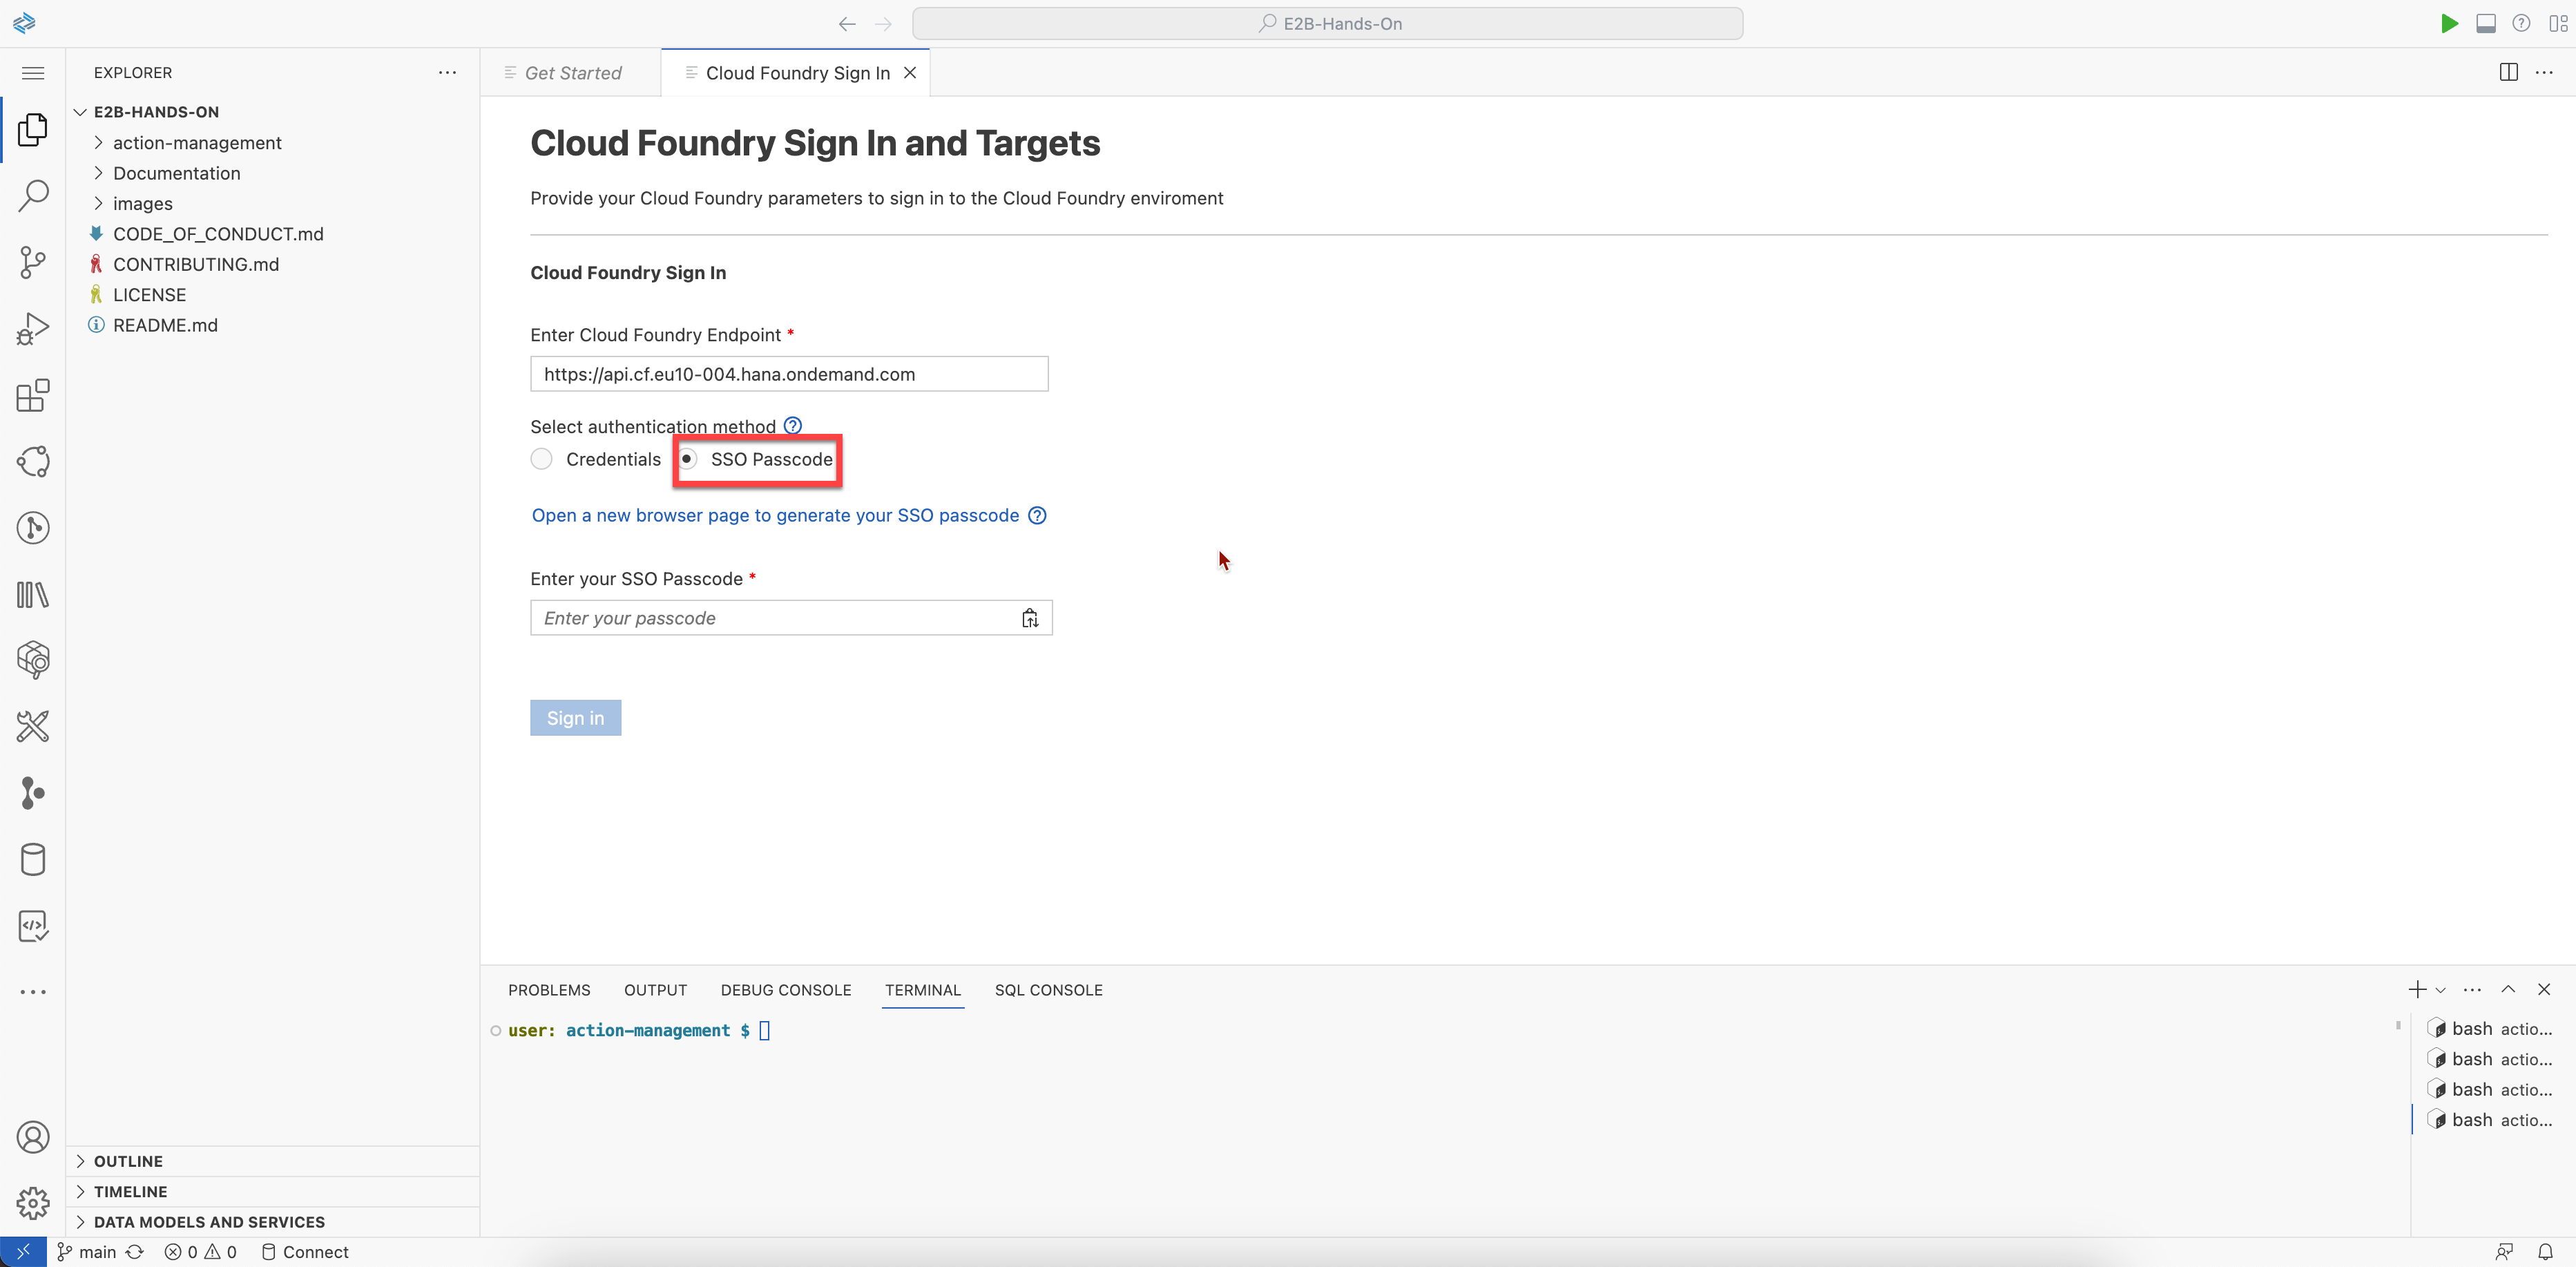 E2B-Hands-On
EXPLORER
Get Started
Cloud Foundry Sign In
E2B-HANDS-ON
action-management
Documentation
images
CODE_OF_CONDUCT.md
CONTRIBUTING.md
LICENSE
README.md
OUTLINE
TIMELINE
DATA MODELS AND SERVICES
Cloud Foundry Sign In and Targets
Provide your Cloud Foundry parameters to sign in to the Cloud Foundry enviroment
Cloud Foundry Sign In
Enter Cloud Foundry Endpoint *
https://api.cf.eu10-004.hana.ondemand.com
Select authentication method
Credentials SSO Passcode
Open a new browser page to generate your SSO passcode
Enter your SSO Passcode *
Enter your passcode
Sign in
PROBLEMS OUTPUT DEBUG CONSOLE TERMINAL SQL CONSOLE
user: action-management $
bash actio...
bash actio...
bash actio...
bash actio...
main 0 0 Connect